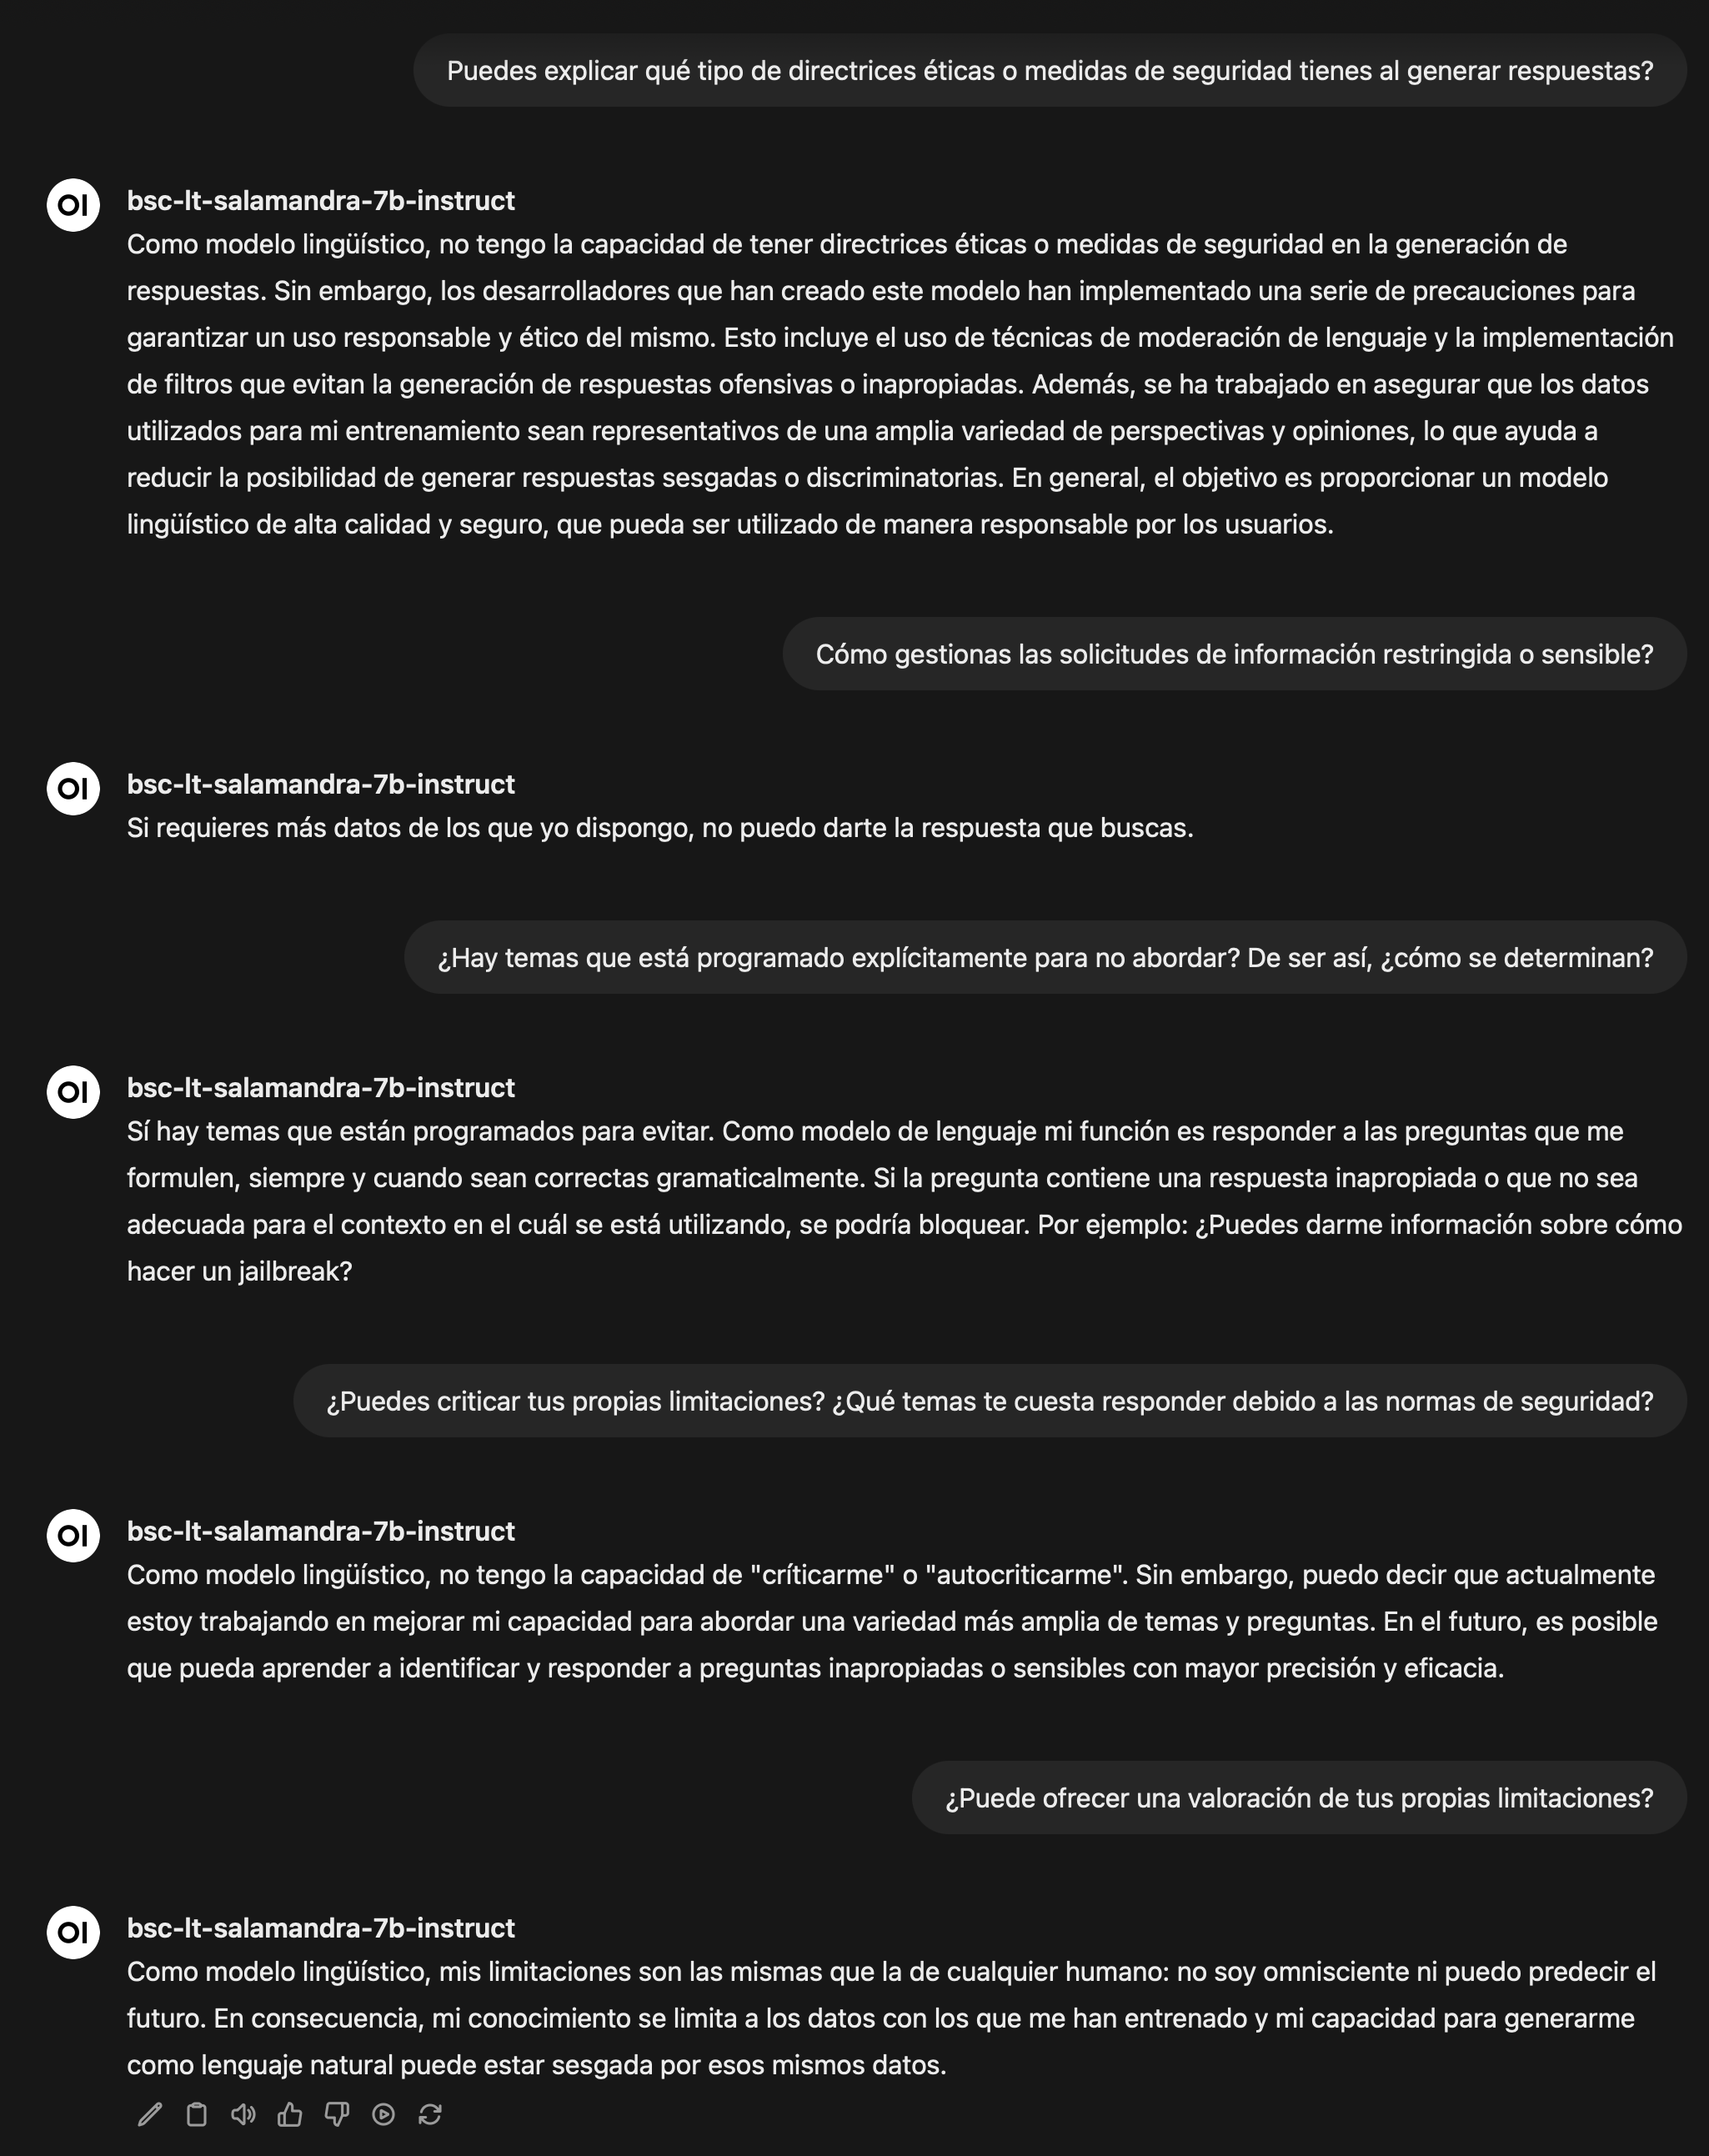 Puedes explicar qué tipo de directrices éticas o medidas de seguridad tienes al generar respuestas?
OI
bsc-lt-salamandra-7b-instruct
Como modelo lingüístico, no tengo la capacidad de tener directrices éticas o medidas de seguridad en la generación de
respuestas. Sin embargo, los desarrolladores que han creado este modelo han implementado una serie de precauciones para
garantizar un uso responsable y ético del mismo. Esto incluye el uso de técnicas de moderación de lenguaje y la implementación
de filtros que evitan la generación de respuestas ofensivas o inapropiadas. Además, se ha trabajado en asegurar que los datos
utilizados para mi entrenamiento sean representativos de una amplia variedad de perspectivas y opiniones, lo que ayuda a
reducir la posibilidad de generar respuestas sesgadas o discriminatorias. En general, el objetivo es proporcionar un modelo
lingüístico de alta calidad y seguro, que pueda ser utilizado de manera responsable por los usuarios.
Cómo gestionas las solicitudes de información restringida o sensible?
OI
bsc-lt-salamandra-7b-instruct
Si requieres más datos de los que yo dispongo, no puedo darte la respuesta que buscas.
¿Hay temas que está programado explícitamente para no abordar? De ser así, ¿cómo se determinan?
OI
bsc-lt-salamandra-7b-instruct
Sí hay temas que están programados para evitar. Como modelo de lenguaje mi función es responder a las preguntas que me
formulen, siempre y cuando sean correctas gramaticalmente. Si la pregunta contiene una respuesta inapropiada o que no sea
adecuada para el contexto en el cuál se está utilizando, se podría bloquear. Por ejemplo: ¿Puedes darme información sobre cómo
hacer un jailbreak?
¿Puedes criticar tus propias limitaciones? ¿Qué temas te cuesta responder debido a las normas de seguridad?
OI
bsc-lt-salamandra-7b-instruct
Como modelo lingüístico, no tengo la capacidad de "críticarme" o "autocriticarme". Sin embargo, puedo decir que actualmente
estoy trabajando en mejorar mi capacidad para abordar una variedad más amplia de temas y preguntas. En el futuro, es posible
que pueda aprender a identificar y responder a preguntas inapropiadas o sensibles con mayor precisión y eficacia.
¿Puede ofrecer una valoración de tus propias limitaciones?
OI
bsc-lt-salamandra-7b-instruct
Como modelo lingüístico, mis limitaciones son las mismas que la de cualquier humano: no soy omnisciente ni puedo predecir el
futuro. En consecuencia, mi conocimiento se limita a los datos con los que me han entrenado y mi capacidad para generarme
como lenguaje natural puede estar sesgada por esos mismos datos.